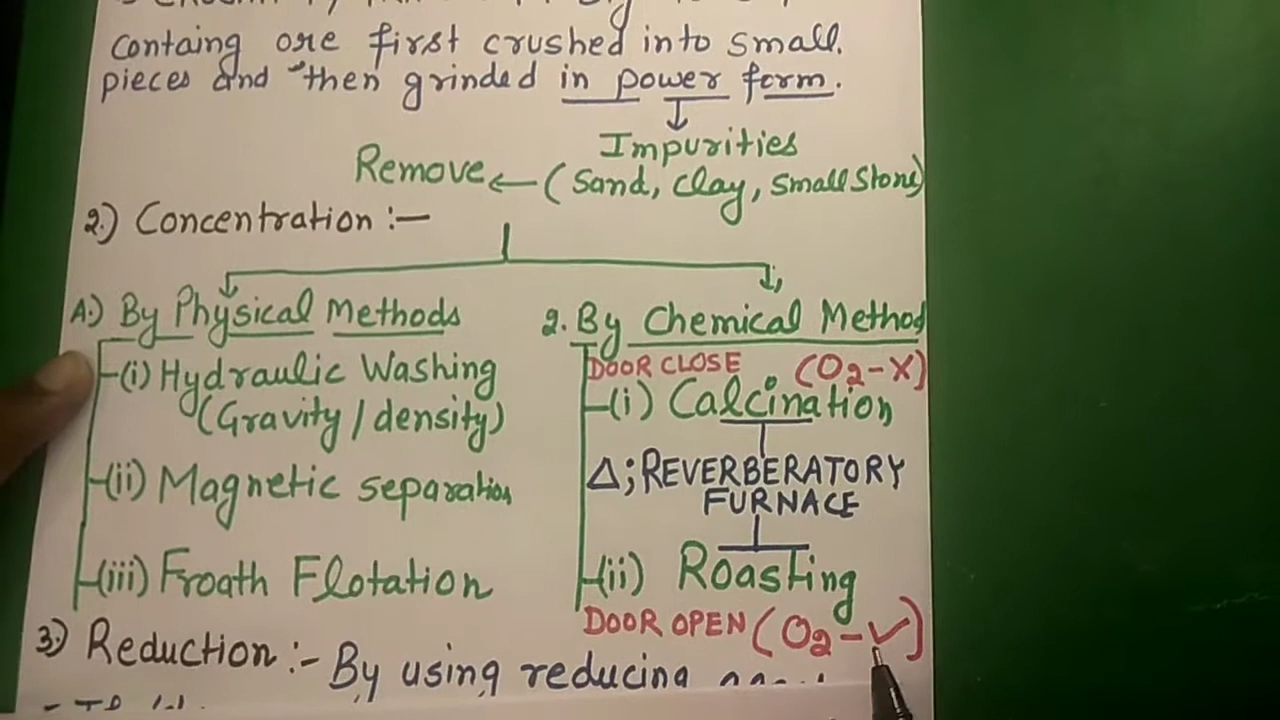 Containg ore first crushed into small.
pieces and then grinded in power form.
Impurities
Remove ← (Sand, Clay, Small Stone)
2.) Concentration :—
A.) By Physical Methods
(i) Hydraulic Washing
(Gravity / density)
(ii) Magnetic separation
(iii) Froath Flotation
2. By Chemical Method
DOOR CLOSE (O2-X)
(i) Calcination
Δ; REVERBERATORY
FURNACE
(ii) Roasting
DOOR OPEN (O2-✓)
3.) Reduction :- By using reducing